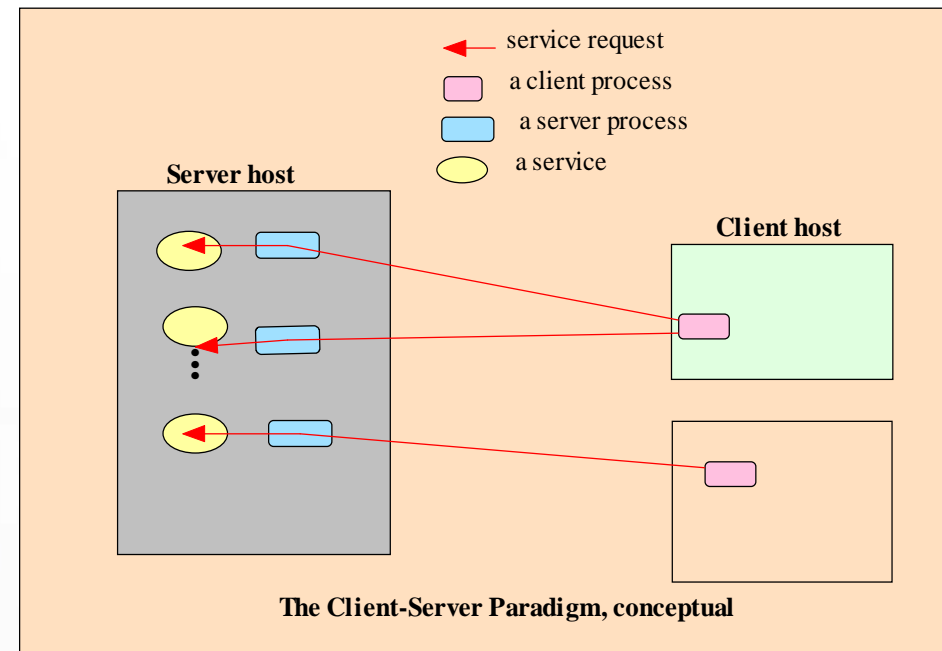 service request
a client process
a server process
a service
Server host
Client host
The Client-Server Paradigm, conceptual